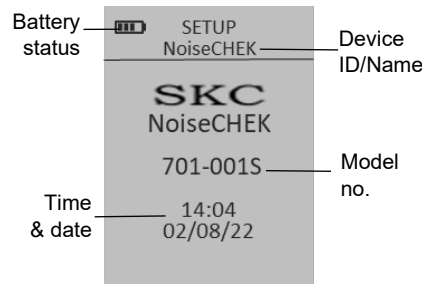 Battery
status
SETUP
NoiseCHEK
Device
ID/Name
SKC
NoiseCHEK
701-001S
Model
no.
Time
& date
14:04
02/08/22